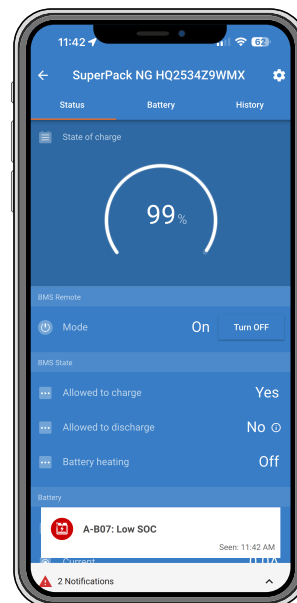 11:42 62
SuperPack NG HQ2534Z9WMX
Status Battery History
State of charge
99%
BMS Remote
Mode On Turn OFF
BMS State
Allowed to charge Yes
Allowed to discharge No
Battery heating Off
Battery
A-B07: Low SOC
Seen: 11:42 AM
Current 0.0A
2 Notifications